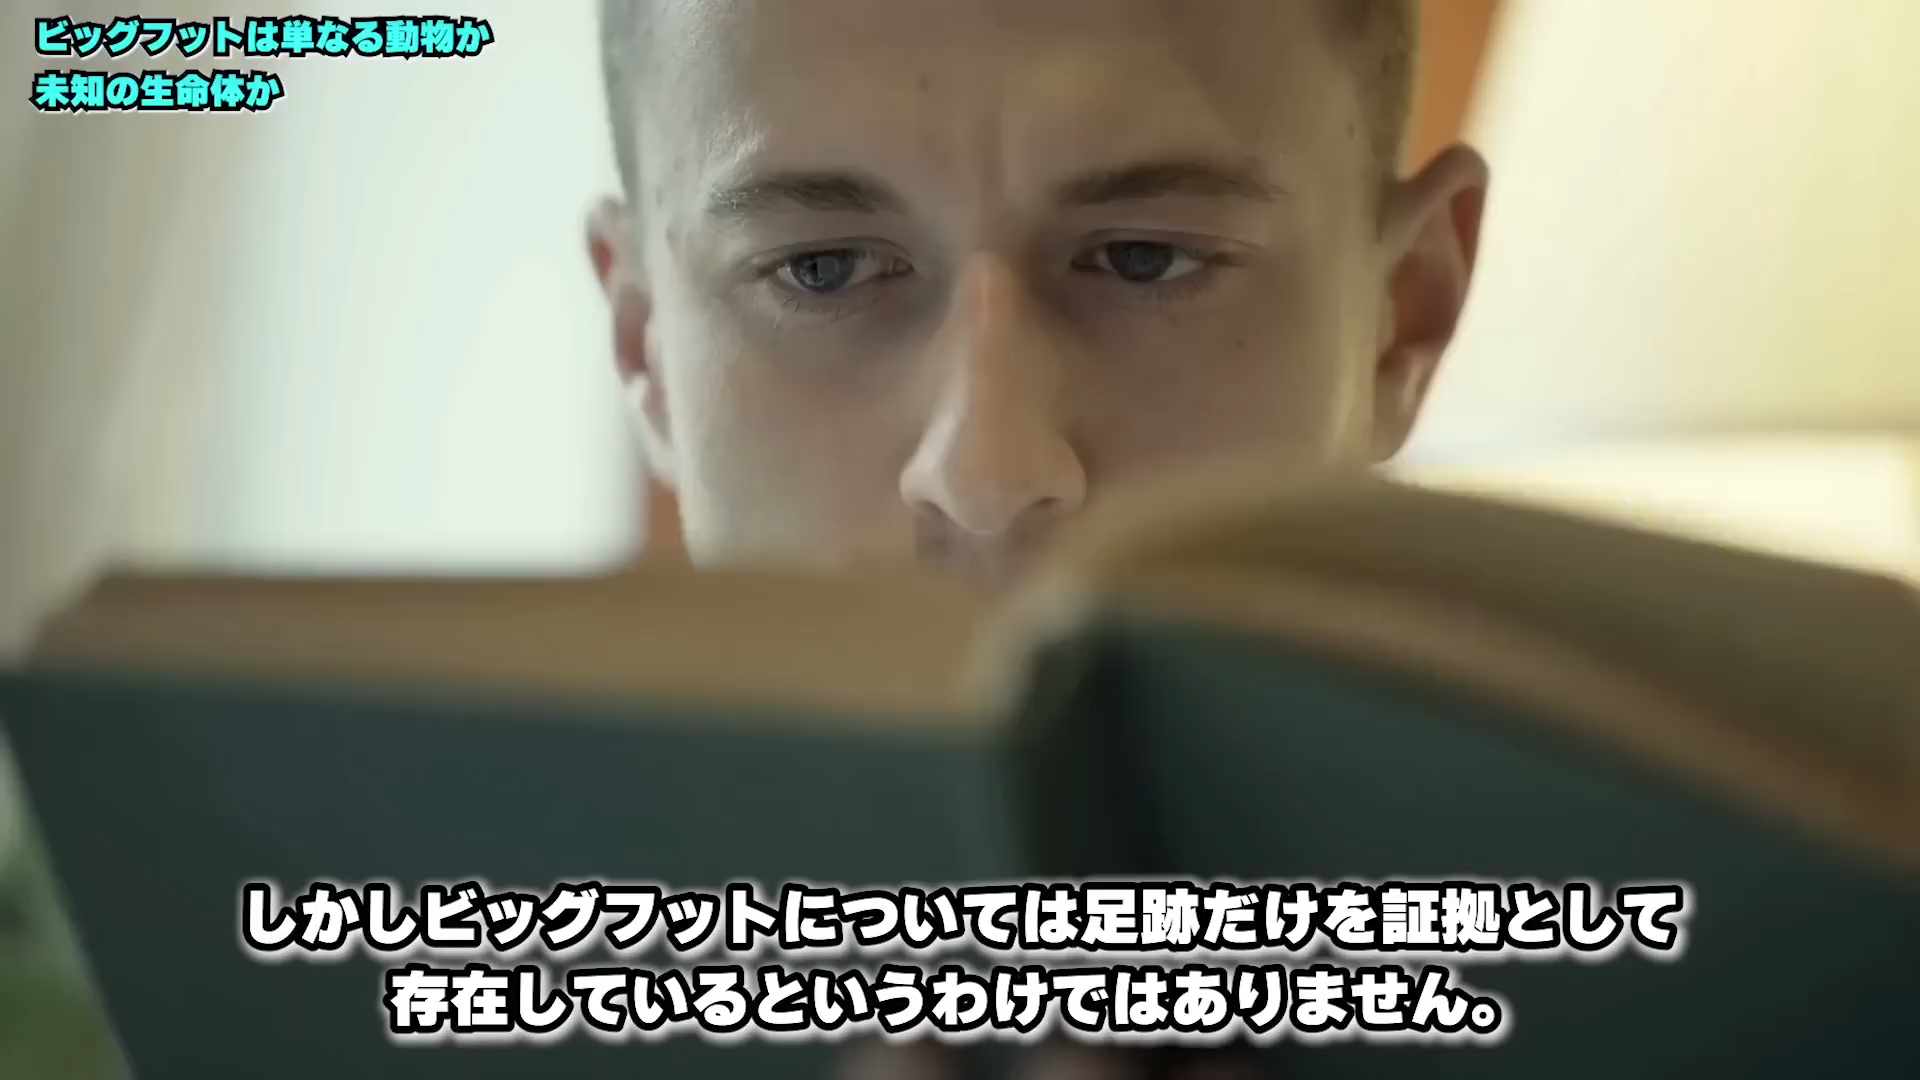 ビッグフットは単なる動物か
未知の生命体か
しかしビッグフットについては足跡だけを証拠として
存在しているというわけではありません。